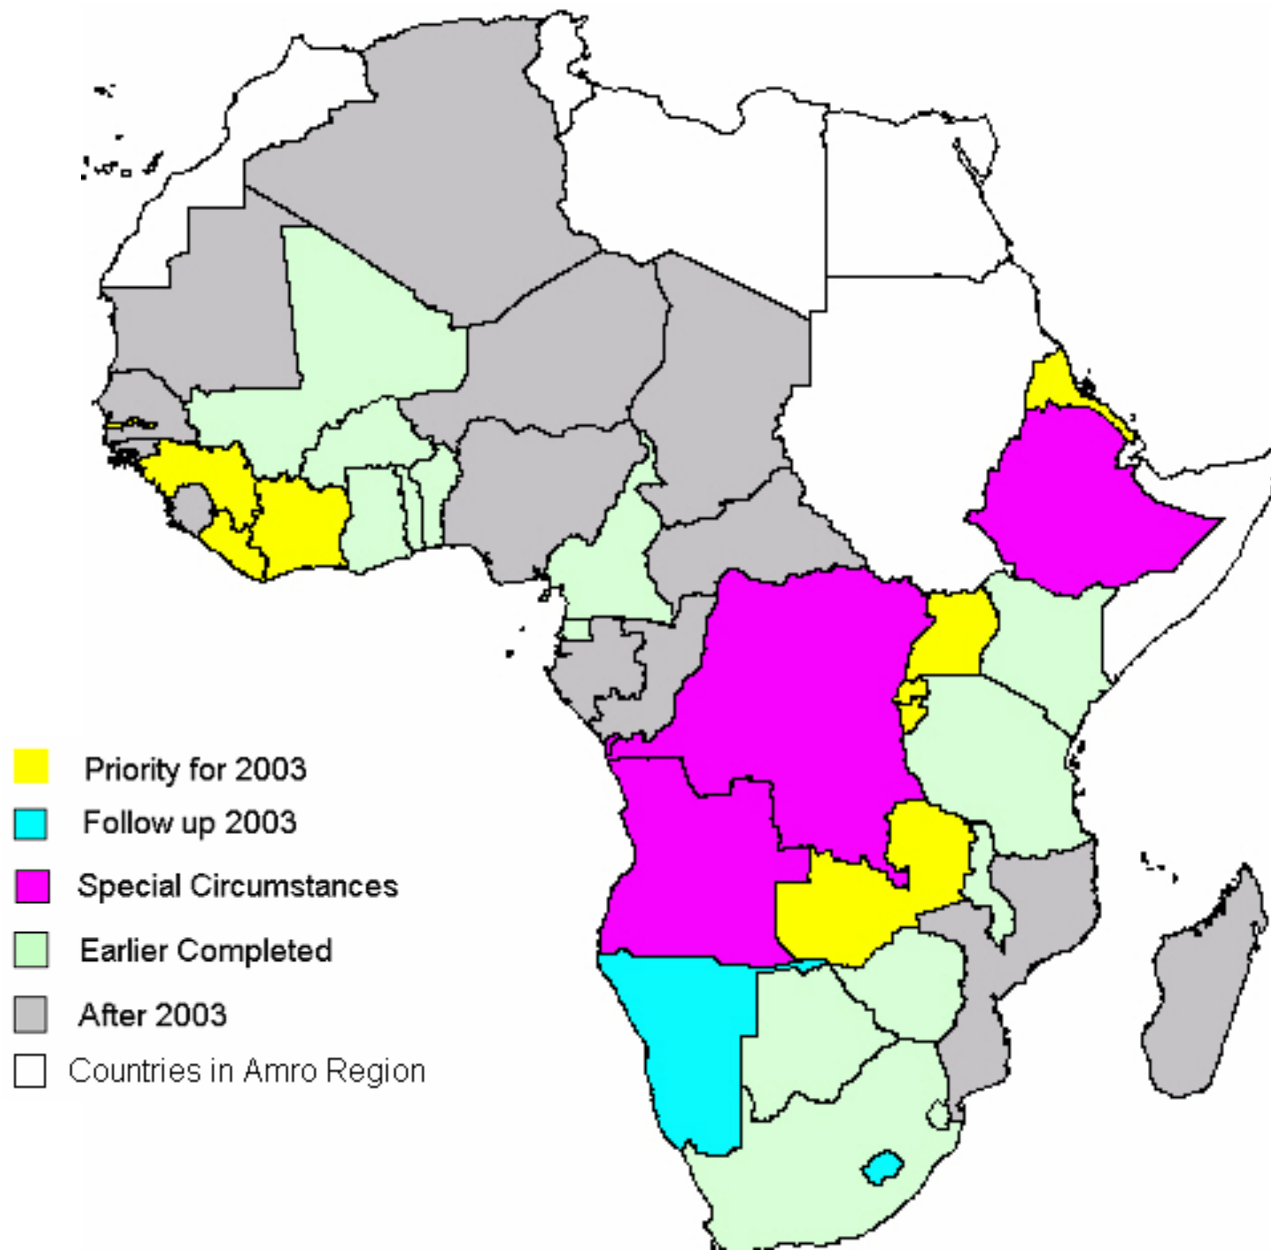 Priority for 2003
Follow up 2003
Special Circumstances
Earlier Completed
After 2003
Countries in Amro Region